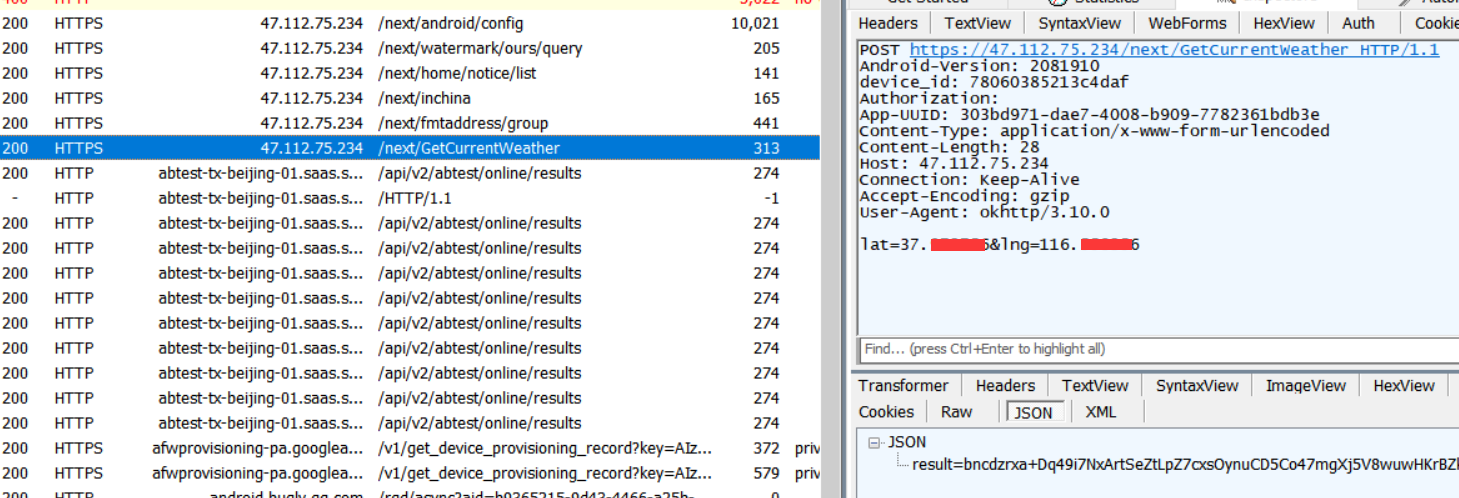 200 HTTPS 47.112.75.234 /next/android/config 10,021
200 HTTPS 47.112.75.234 /next/watermark/ours/query 205
200 HTTPS 47.112.75.234 /next/home/notice/list 141
200 HTTPS 47.112.75.234 /next/inchina 165
200 HTTPS 47.112.75.234 /next/fmtaddress/group 441
200 HTTPS 47.112.75.234 /next/GetCurrentWeather 313
200 HTTP abtest-tx-beijing-01.saas.s... /api/v2/abtest/online/results 274
- HTTP abtest-tx-beijing-01.saas.s... /HTTP/1.1 -1
200 HTTP abtest-tx-beijing-01.saas.s... /api/v2/abtest/online/results 274
200 HTTP abtest-tx-beijing-01.saas.s... /api/v2/abtest/online/results 274
200 HTTP abtest-tx-beijing-01.saas.s... /api/v2/abtest/online/results 274
200 HTTP abtest-tx-beijing-01.saas.s... /api/v2/abtest/online/results 274
200 HTTP abtest-tx-beijing-01.saas.s... /api/v2/abtest/online/results 274
200 HTTP abtest-tx-beijing-01.saas.s... /api/v2/abtest/online/results 274
200 HTTP abtest-tx-beijing-01.saas.s... /api/v2/abtest/online/results 274
200 HTTP abtest-tx-beijing-01.saas.s... /api/v2/abtest/online/results 274
200 HTTP abtest-tx-beijing-01.saas.s... /api/v2/abtest/online/results 274
200 HTTPS afwprovisioning-pa.googlea... /v1/get_device_provisioning_record?key=AIz... 372 priv
200 HTTPS afwprovisioning-pa.googlea... /v1/get_device_provisioning_record?key=AIz... 579 priv
Headers TextView SyntaxView WebForms HexView Auth Cookie
POST https://47.112.75.234/next/GetCurrentWeather HTTP/1.1
Android-Version: 2081910
device_id: 78060385213c4daf
Authorization:
App-UUID: 303bd971-dae7-4008-b909-7782361bdb3e
Content-Type: application/x-www-form-urlencoded
Content-Length: 28
Host: 47.112.75.234
Connection: Keep-Alive
Accept-Encoding: gzip
User-Agent: okhttp/3.10.0
lat=37. 6&lng=116. 6
Find... (press Ctrl+Enter to highlight all)
Transformer Headers TextView SyntaxView ImageView HexView
Cookies Raw JSON XML
JSON
result=bncdzrxa+Dq49i7NxArtSeZtLpZ7cxsOynuCD5Co47mgXj5V8wuwHKrBZ